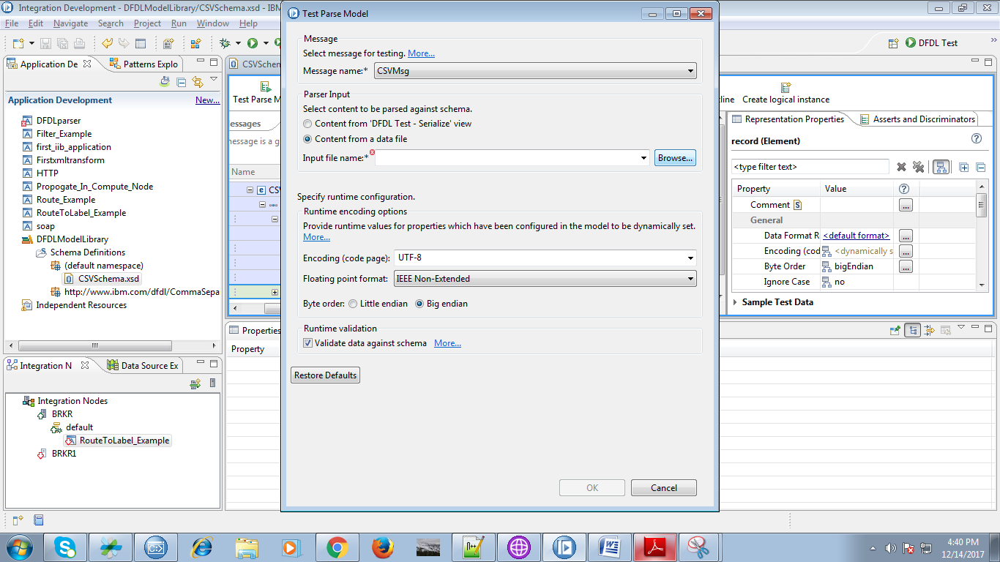 Integration Development - DFDLModelLibrary/CSVSchema.xsd - IBM
File Edit Navigate Search Project Run Window Help
DFDL Test
Application De
Patterns Explo
Application Development
New...
DFDLparser
Filter_Example
first_iib_application
Firstxmltransform
HTTP
Propogate_In_Compute_Node
Route_Example
RouteToLabel_Example
soap
DFDLModelLibrary
Schema Definitions
(default namespace)
CSVSchema.xsd
http://www.ibm.com/dfdl/CommaSepa
Independent Resources
Integration N
Data Source Ex
Integration Nodes
BRKR
default
RouteToLabel_Example
BRKR1
CSVSchem
Test Parse M
essages
message is a g
Name
CSV
Properties
Property
Test Parse Model
Message
Select message for testing. More...
Message name:* CSVMsg
Parser Input
Select content to be parsed against schema.
Content from 'DFDL Test - Serialize' view
Content from a data file
Input file name:*
Browse...
Specify runtime configuration.
Runtime encoding options
Provide runtime values for properties which have been configured in the model to be dynamically set.
More...
Encoding (code page): UTF-8
Floating point format: IEEE Non-Extended
Byte order: Little endian Big endian
Runtime validation
Validate data against schema More...
Restore Defaults
OK Cancel
line Create logical instance
Representation Properties
Asserts and Discriminators
record (Element)
<type filter text>
Property Value
Comment
General
Data Format R <default format>
Encoding (cod <dynamically s
Byte Order bigEndian
Ignore Case no
Sample Test Data
4:40 PM
12/14/2017